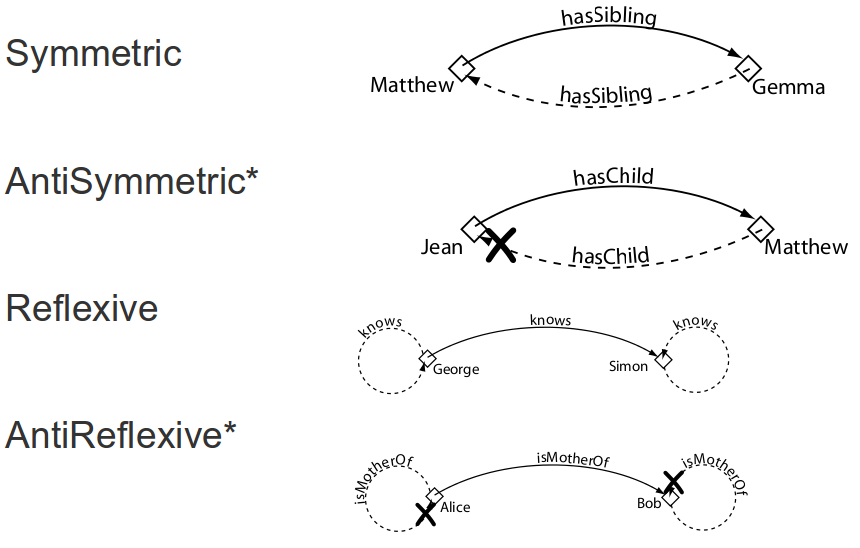 Symmetric
hasSibling
Matthew
Gemma
hasSibling
AntiSymmetric*
hasChild
Jean
Matthew
hasChild
Reflexive
knows
knows
knows
George
Simon
AntiReflexive*
isMotherOf
isMotherOf
isMotherOf
Alice
Bob